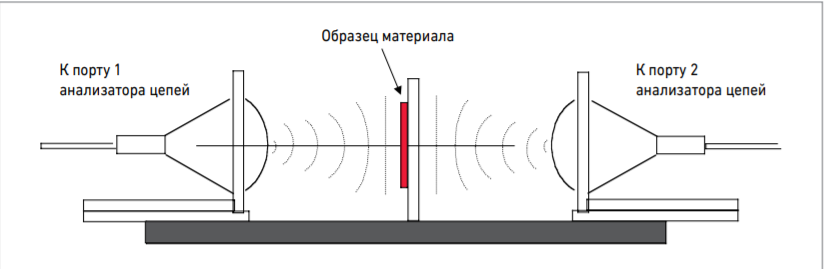 Образец материала
К порту 1
анализатора цепей
К порту 2
анализатора цепей